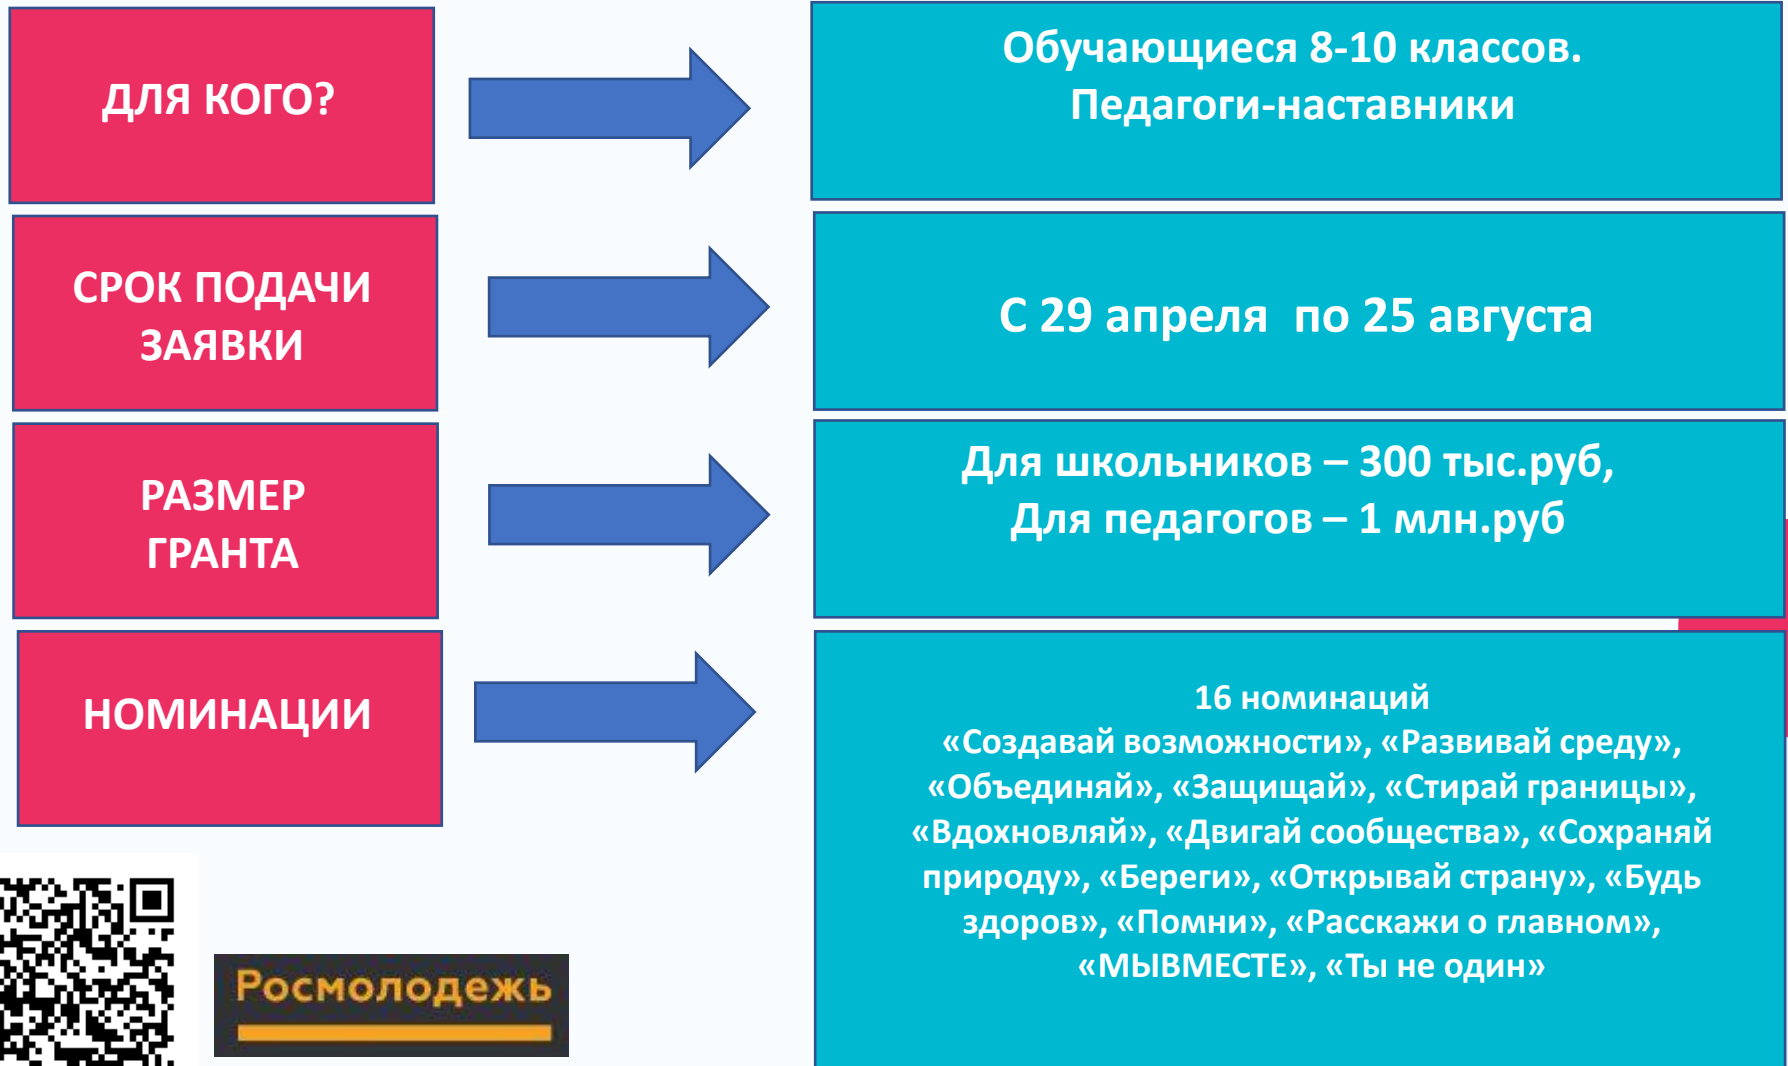 ДЛЯ КОГО?
Обучающиеся 8-10 классов.
Педагоги-наставники
СРОК ПОДАЧИ
ЗАЯВКИ
С 29 апреля  по 25 августа
РАЗМЕР
ГРАНТА
Для школьников – 300 тыс.руб,
Для педагогов – 1 млн.руб
НОМИНАЦИИ
16 номинаций
«Создавай возможности», «Развивай среду»,
«Объединяй», «Защищай», «Стирай границы»,
«Вдохновляй», «Двигай сообщества», «Сохраняй
природу», «Береги», «Открывай страну», «Будь
здоров», «Помни», «Расскажи о главном»,
«МЫВМЕСТЕ», «Ты не один»
Росмолодежь